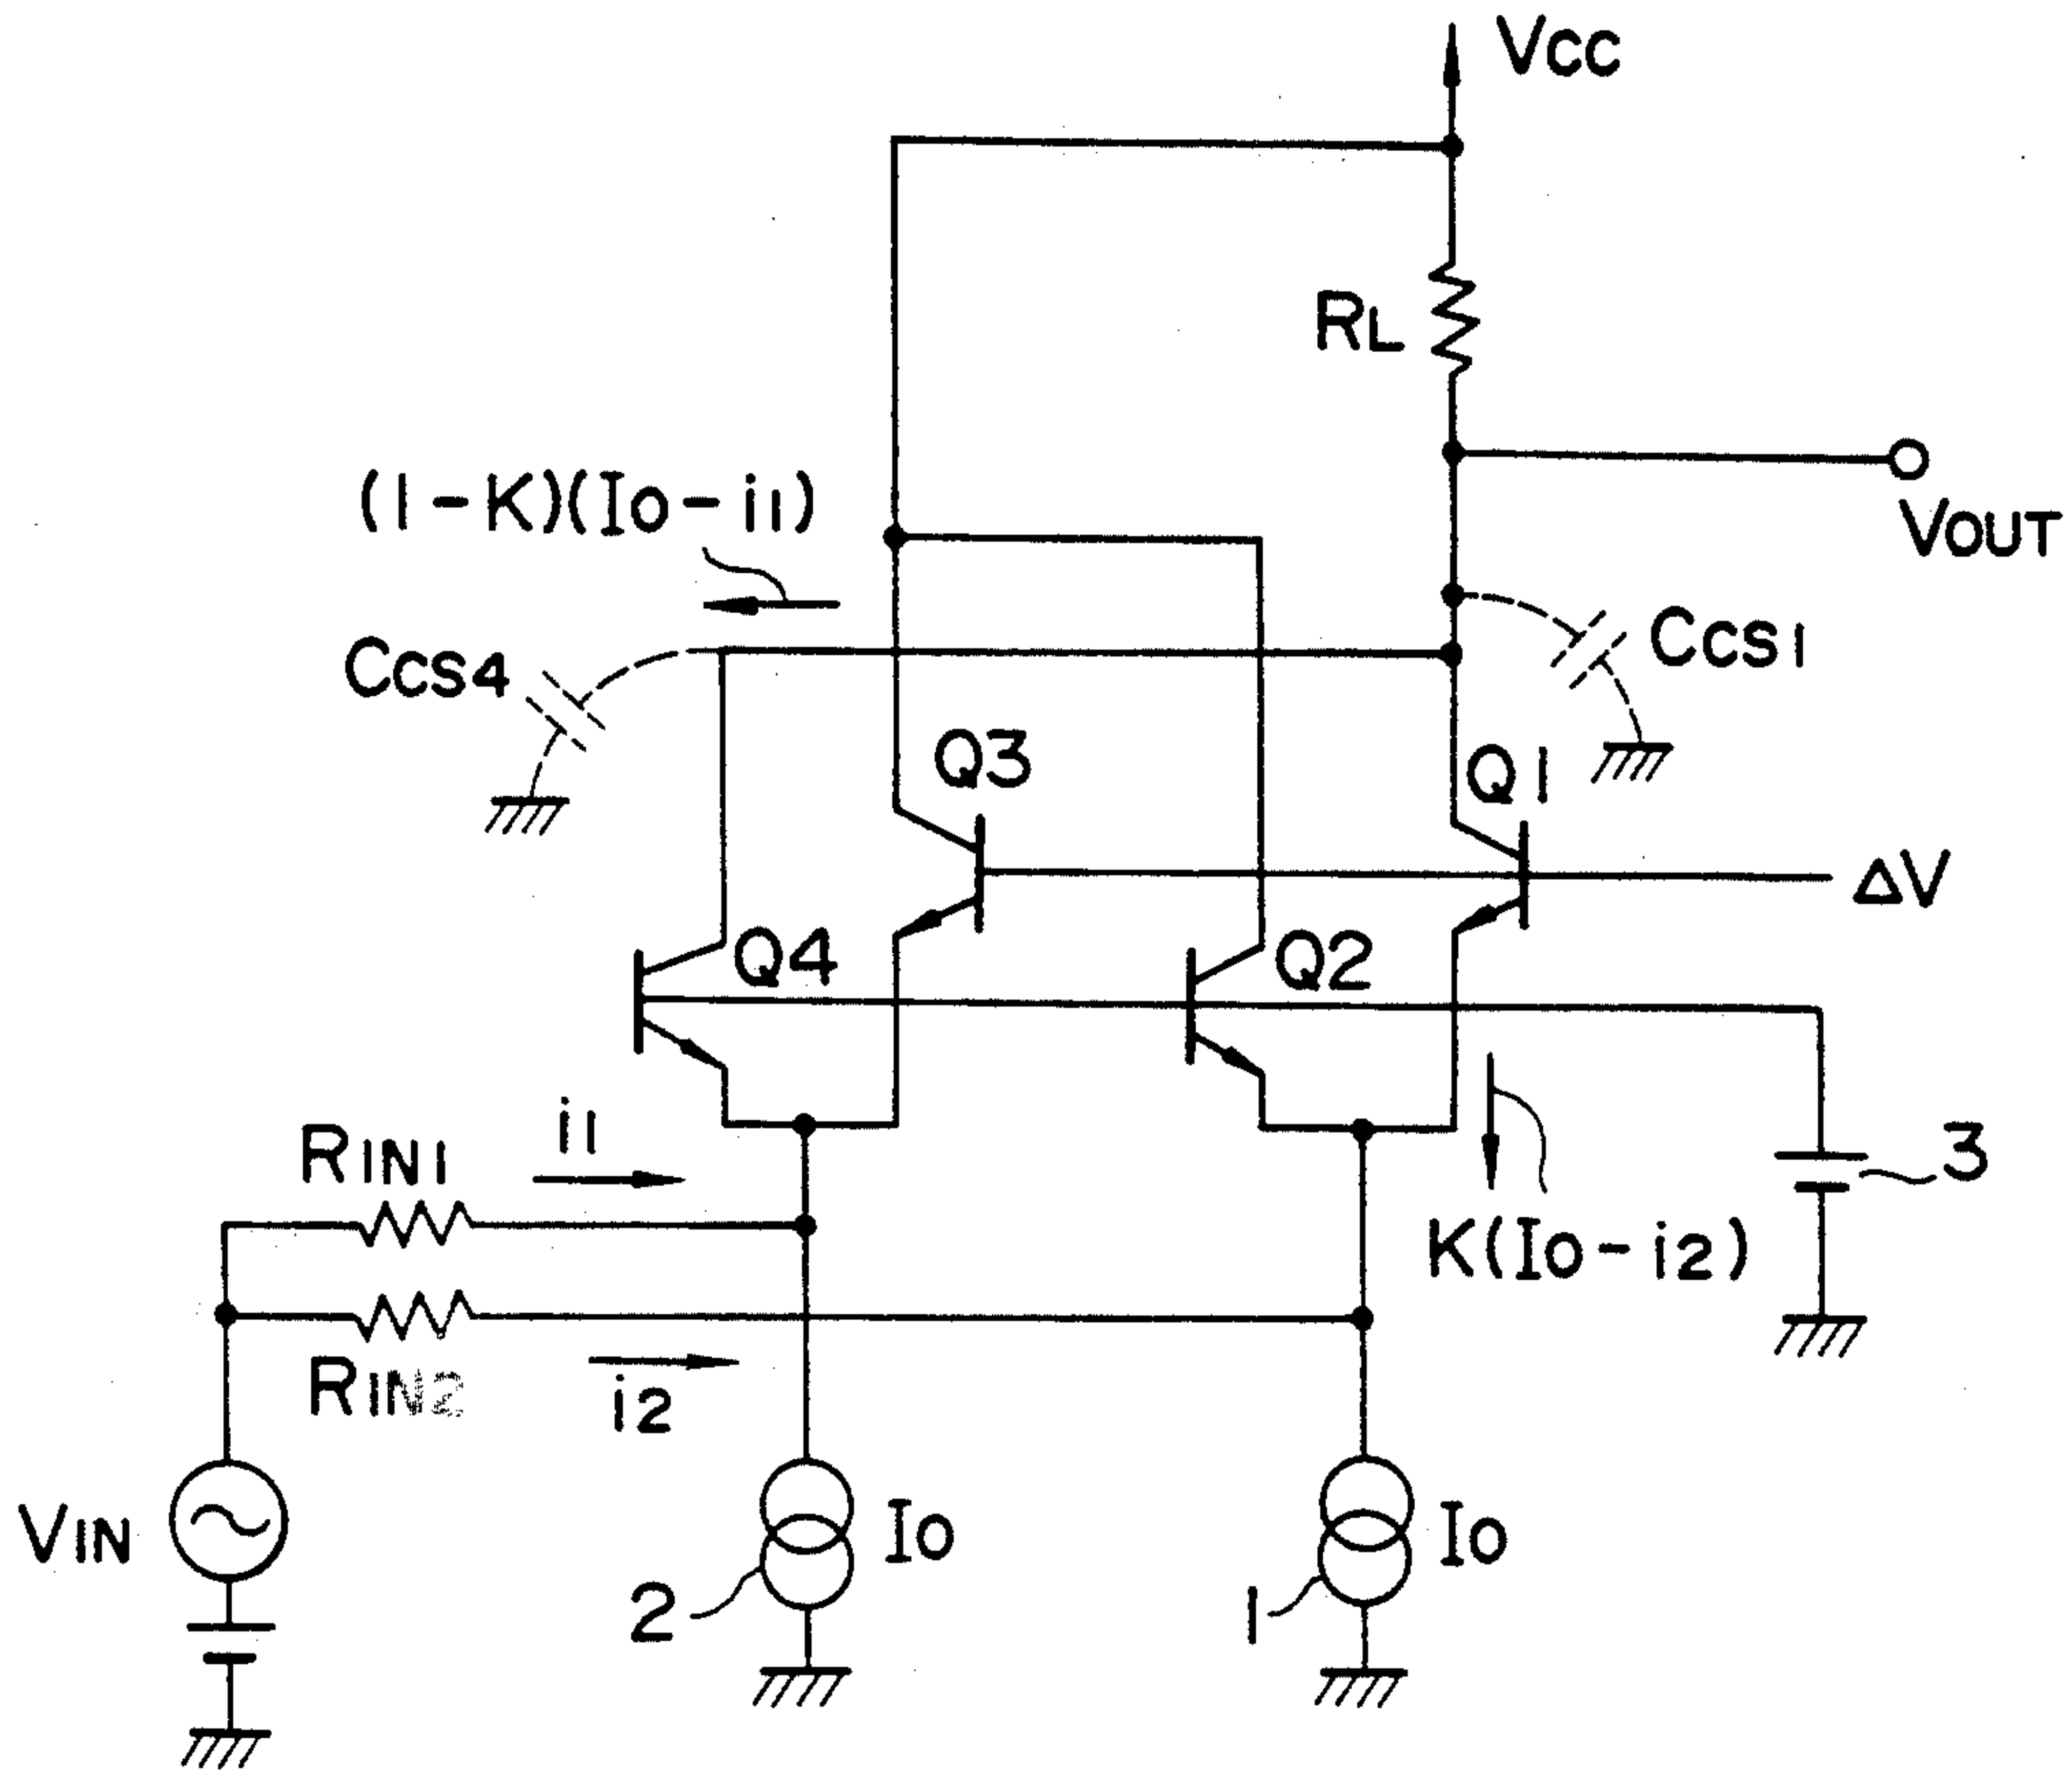 VCC
RL
(1-K)(Io-i1)
VOUT
CCS4
CCS1
Q3
Q1
ΔV
Q4
Q2
i1
RIN1
3
K(Io-i2)
RIN2
i2
VIN
Io
Io
2
1